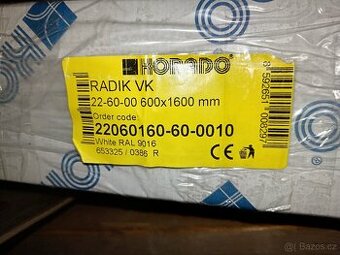 KORADO®
RADIK VK
22-60-00 600x1600 mm
Order code:
22060160-60-0010
White RAL 9016
653325 / 0386 R
CE
Bazos.cz